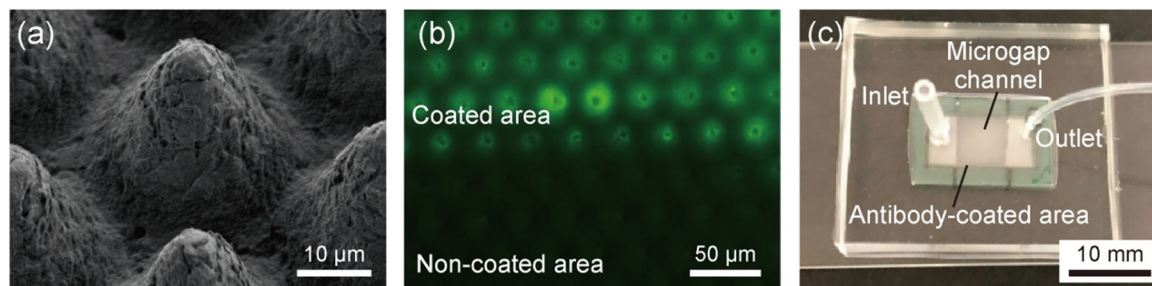 (a)
10 μm
(b)
Coated area
Non-coated area
50 μm
(c)
Microgap
channel
Inlet
Outlet
Antibody-coated area
10 mm